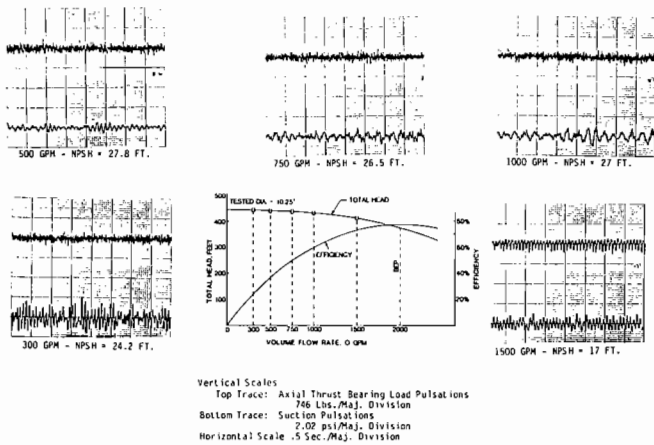 500 GPM - NPSH = 27.8 FT.
750 GPM - NPSH = 26.5 FT.
1000 GPM - NPSH = 27 FT.
300 GPM - NPSH = 24.2 FT.
TESTED DIA. - 10.25"
TOTAL HEAD
EFFICIENCY
BEP
TOTAL HEAD, FEET
500
400
300
200
100
0
300
500
750
1000
1500
2000
VOLUME FLOW RATE, Q GPM
80%
60%
40%
20%
EFFICIENCY
1500 GPM - NPSH = 17 FT.
Vertical Scales
Top Trace: Axial Thrust Bearing Load Pulsations
746 Lbs./Maj. Division
Bottom Trace: Suction Pulsations
2.02 psi/Maj. Division
Horizontal Scale .5 Sec./Maj. Division